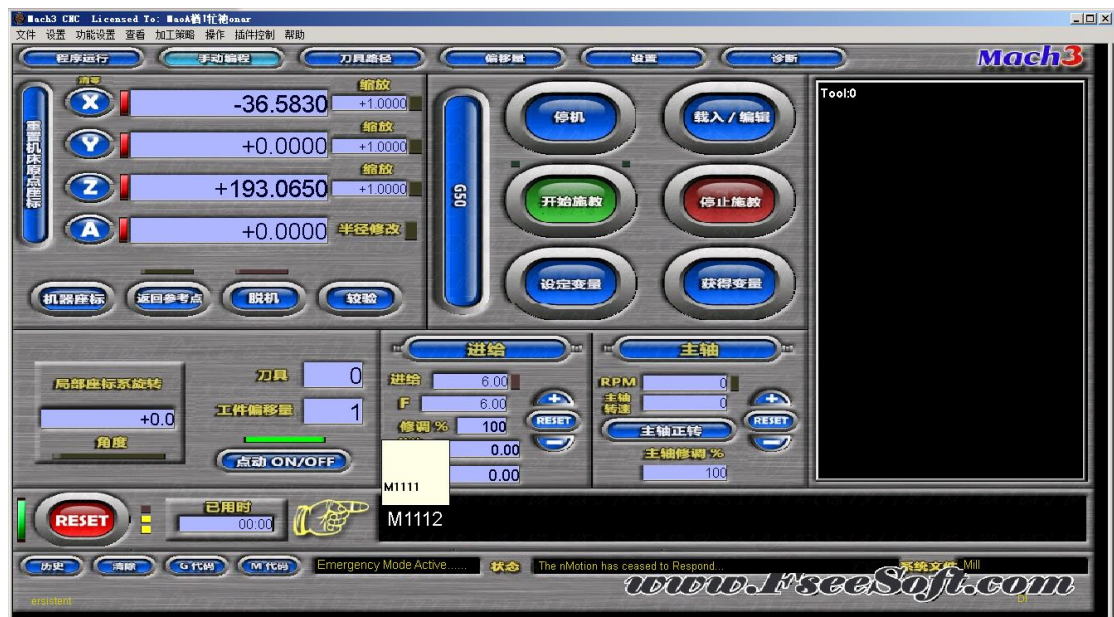 Mach3 CNC Licensed To:
文件 设置 功能设置 查看 加工策略 操作 插件控制 帮助
程序运行 手动编程 刀具路径 偏移量 设置 诊断 Mach3
清零 缩放
X -36.5830 +1.0000
缩放
Y +0.0000 +1.0000
缩放
Z +193.0650 +1.0000
A +0.0000 半径修改
重置机床原点座标
机器座标 返回参考点 脱机 较验
G50
停机 载入 / 编辑
开始施教 停止施教
设定变量 获得变量
Tool:0
局部座标系旋转
+0.0
角度
刀具 0
工件偏移量 1
点动 ON/OFF
进给
进给 6.00
F 6.00
修调 % 100
RESET
0.00
0.00
主轴
RPM 0
主轴转速 0
RESET
主轴正转
主轴修调 %
100
M1111
RESET
已用时
00:00
M1112
历史 清除 G代码 M代码 Emergency Mode Active...... 状态 The nMotion has ceased to Respond... 系统文件 Mill
www.FseeSoft.com
ersistent